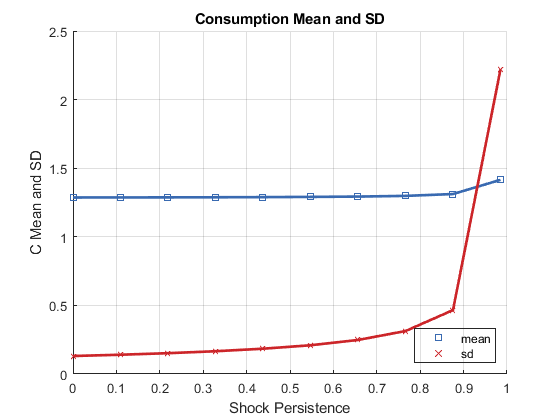 Consumption Mean and SD
2.5
2
1.5
1
0.5
0
C Mean and SD
mean
sd
0 0.1 0.2 0.3 0.4 0.5 0.6 0.7 0.8 0.9 1
Shock Persistence